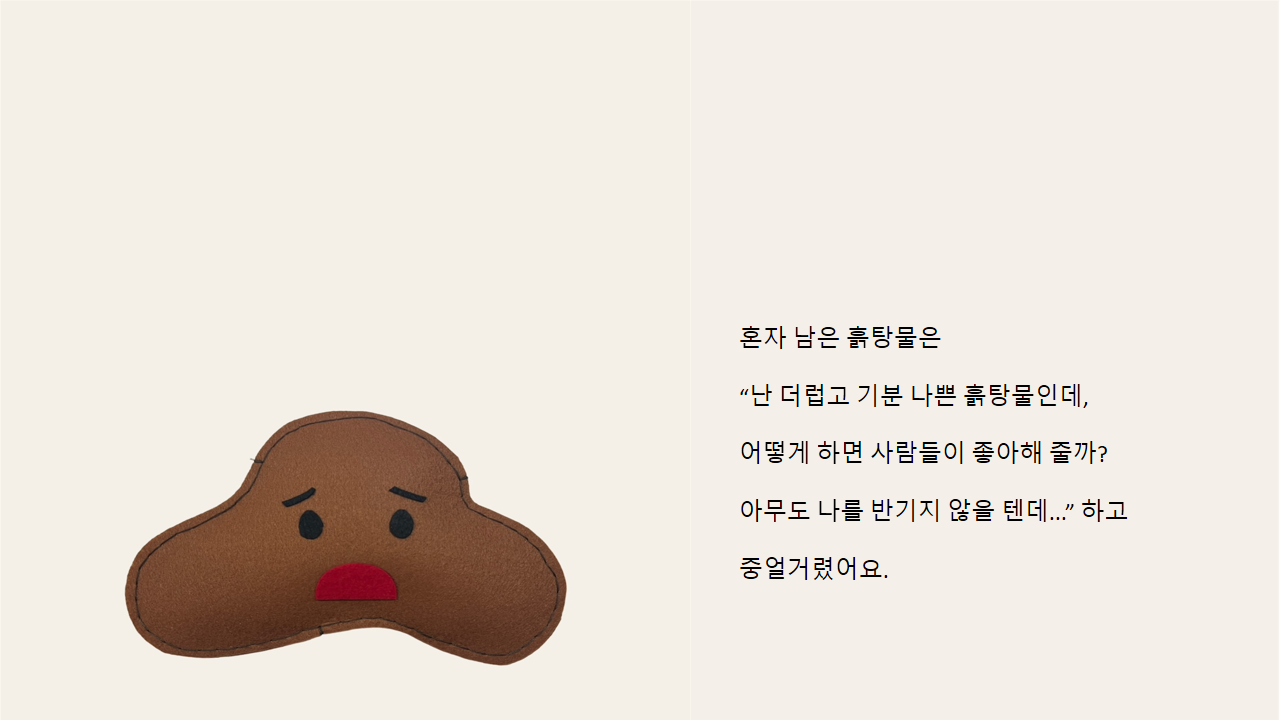 혼자 남은 흙탕물은
“난 더럽고 기분 나쁜 흙탕물인데,
어떻게 하면 사람들이 좋아해 줄까?
아무도 나를 반기지 않을 텐데...” 하고
중얼거렸어요.